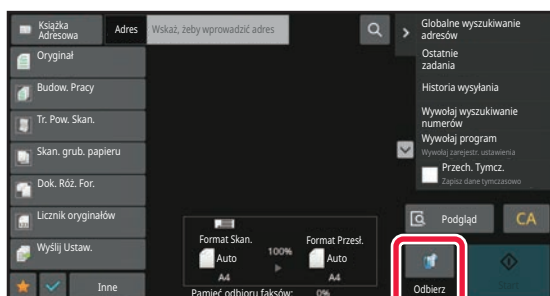 Książka
Adresowa
Adres
Wskaż, żeby wprowadzić adres
Oryginał
Budow. Pracy
Tr. Pow. Skan.
Skan. grub. papieru
Dok. Róż. For.
Licznik oryginałów
Wyślij Ustaw.
Inne
Format Skan.
Auto
A4
100%
Format Przesł.
Auto
A4
Pamięć odbioru faksów: 0%
Globalne wyszukiwanie
adresów
Ostatnie
zadania
Historia wysyłania
Wywołaj wyszukiwanie
numerów
Wywołaj program
Wywołaj zarejestr. ustawienia
Przech. Tymcz.
Zapisz dane tymczasowo
Podgląd
CA
Odbierz
Start